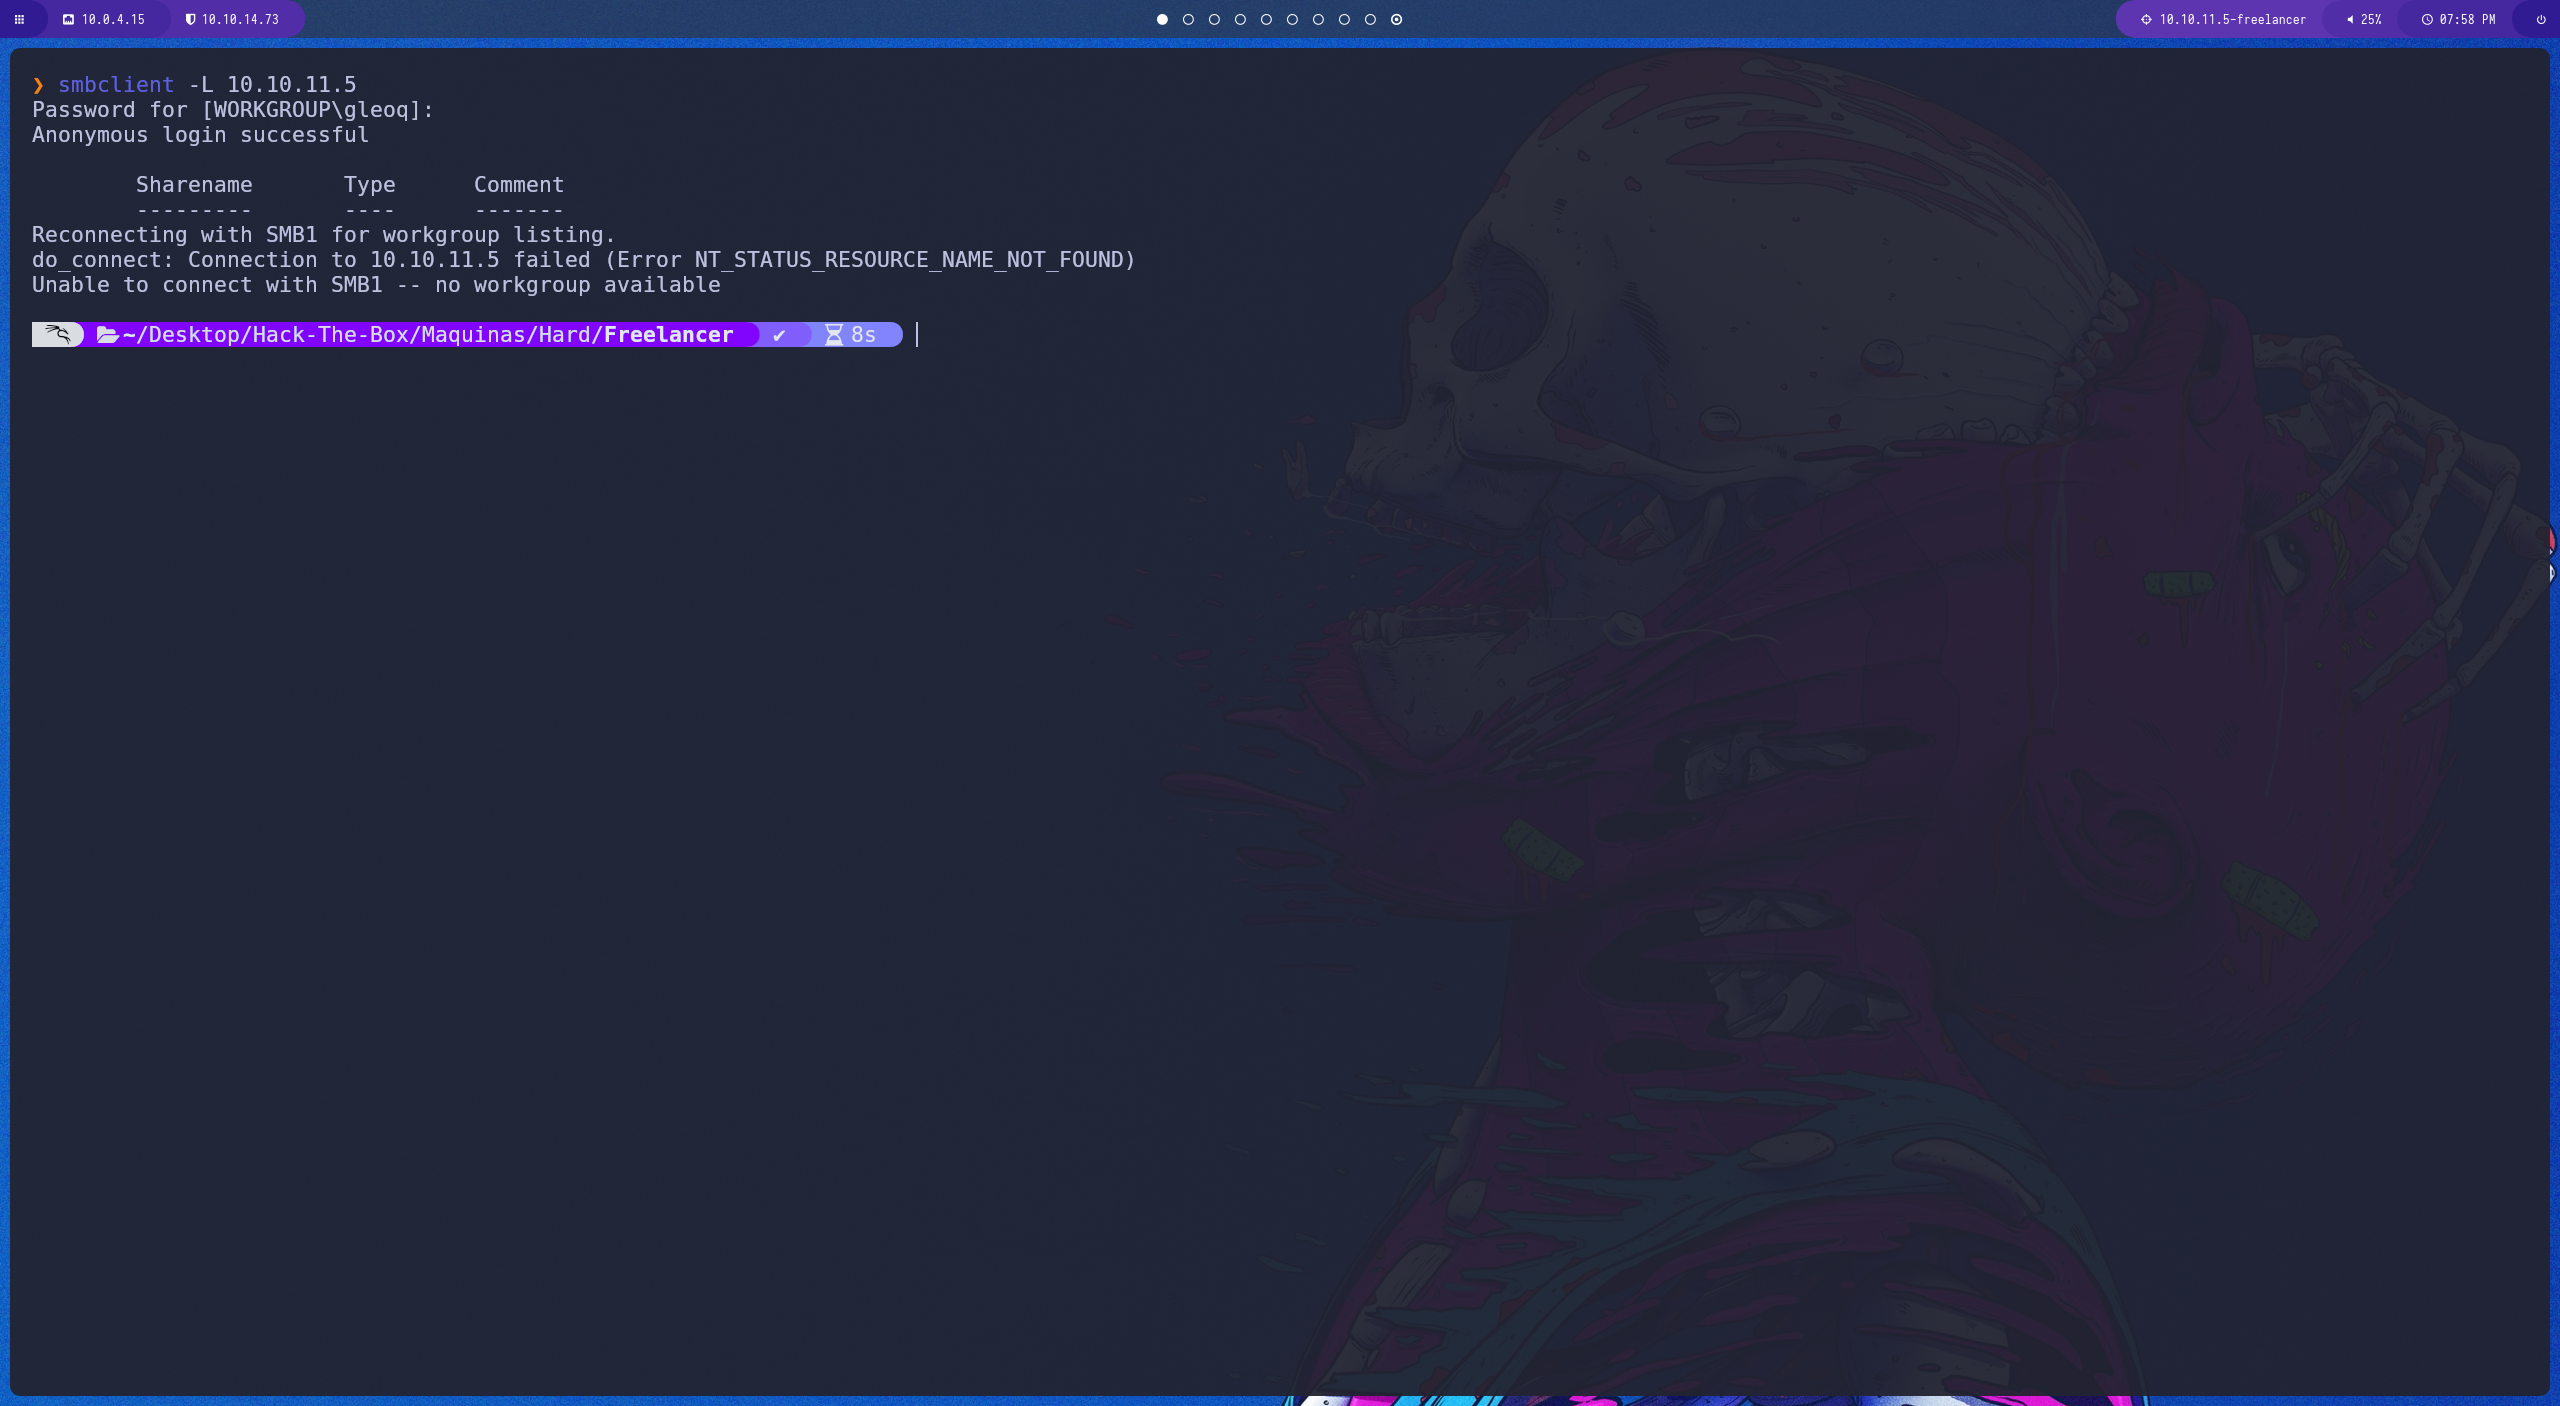 10.0.4.15 10.10.14.73 10.10.11.5-freelancer 25% 07:58 PM
❯ smbclient -L 10.10.11.5
Password for [WORKGROUP\gleoq]:
Anonymous login successful
Sharename Type Comment
--------- ---- -------
Reconnecting with SMB1 for workgroup listing.
do_connect: Connection to 10.10.11.5 failed (Error NT_STATUS_RESOURCE_NAME_NOT_FOUND)
Unable to connect with SMB1 -- no workgroup available
~/Desktop/Hack-The-Box/Maquinas/Hard/Freelancer ✔ 8s